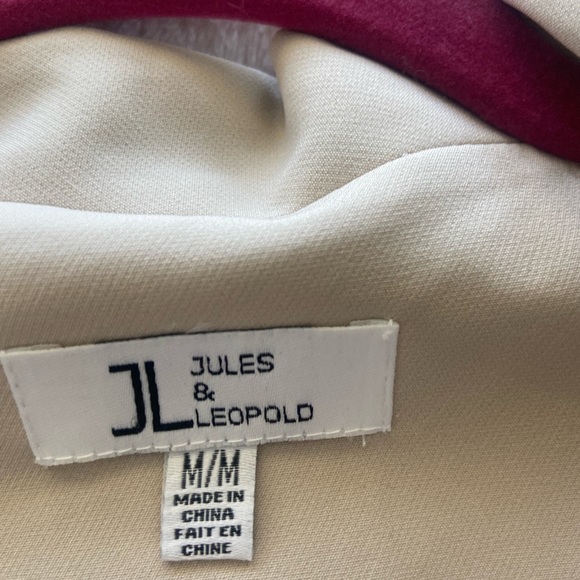 JL
JULES
&
LEOPOLD
M/M
MADE IN
CHINA
FAIT EN
CHINE